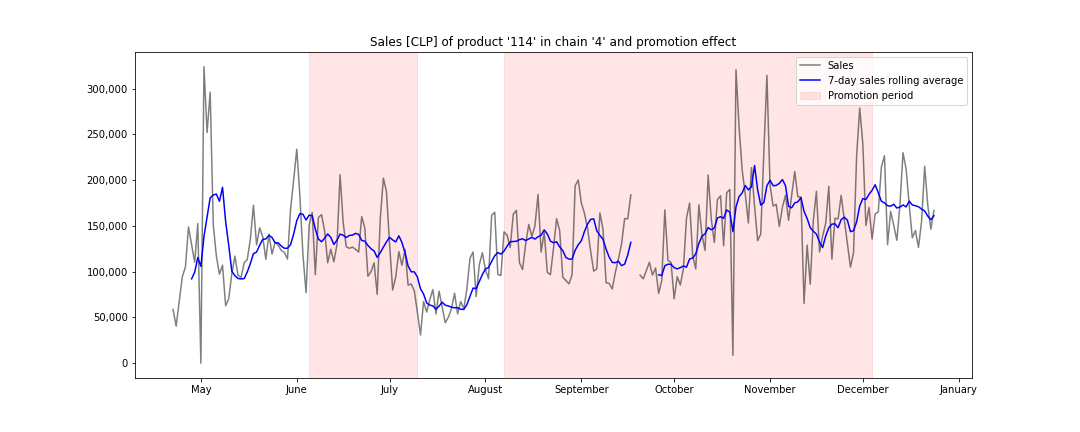 Sales [CLP] of product '114' in chain '4' and promotion effect
Sales
7-day sales rolling average
Promotion period
300,000
250,000
200,000
150,000
100,000
50,000
0
May June July August September October November December January